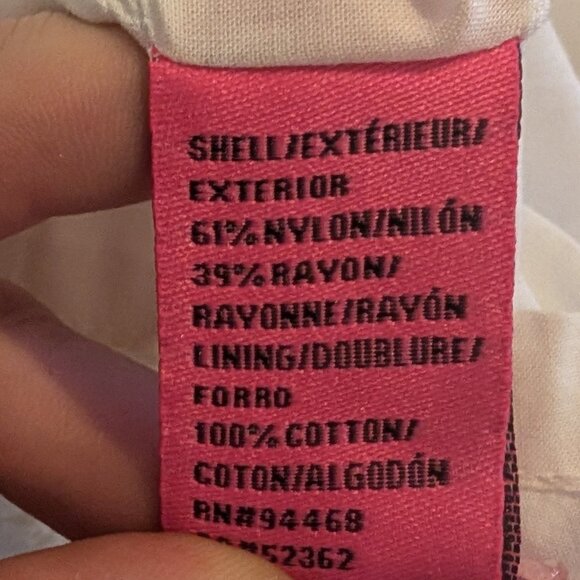 SHELL/EXTÉRIEUR/
EXTERIOR
61% NYLON/NILÓN
39% RAYON/
RAYONNE/RAYÓN
LINING/DOUBLURE/
FORRO
100% COTTON/
COTON/ALGODÓN
RN#94468
52362